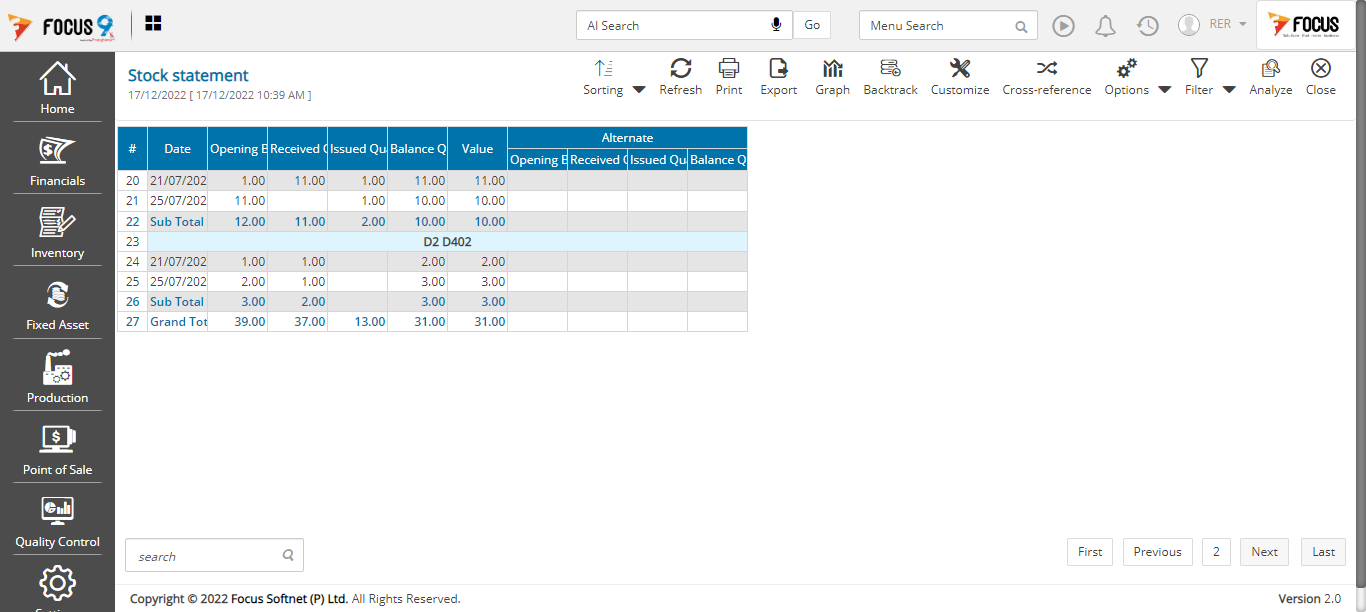 FOCUS 9
AI Search
Go
Menu Search
RER
FOCUS
Home
Financials
Inventory
Fixed Asset
Production
Point of Sale
Quality Control
Stock statement
17/12/2022 [ 17/12/2022 10:39 AM ]
Sorting Refresh Print Export Graph Backtrack Customize Cross-reference Options Filter Analyze Close
# Date Opening B Received Q Issued Qu Balance Q Value Alternate
Opening B Received Q Issued Qu Balance Q
20 21/07/202 1.00 11.00 1.00 11.00 11.00
21 25/07/202 11.00 1.00 10.00 10.00
22 Sub Total 12.00 11.00 2.00 10.00 10.00
23 D2 D402
24 21/07/202 1.00 1.00 2.00 2.00
25 25/07/202 2.00 1.00 3.00 3.00
26 Sub Total 3.00 2.00 3.00 3.00
27 Grand Tot 39.00 37.00 13.00 31.00 31.00
search
First Previous 2 Next Last
Copyright © 2022 Focus Softnet (P) Ltd. All Rights Reserved.
Version 2.0